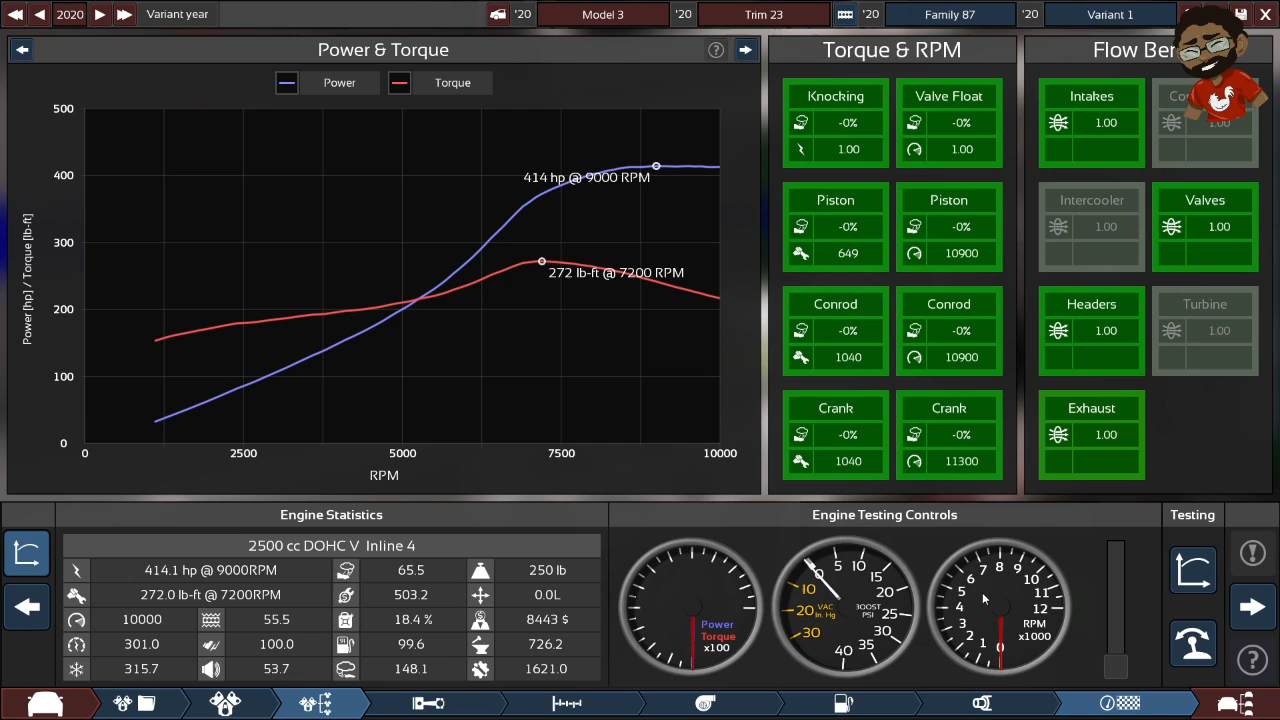 2020 Variant year '20 Model 3 '20 Trim 23 '20 Family 87 '20 Variant 1
Power & Torque
Power Torque
500
400
300
200
100
0
Power [hp] / Torque [lb-ft]
414 hp @ 9000 RPM
272 lb-ft @ 7200 RPM
0 2500 5000 7500 10000
RPM
Torque & RPM
Knocking Valve Float
-0% -0%
1.00 1.00
Piston Piston
-0% -0%
649 10900
Conrod Conrod
-0% -0%
1040 10900
Crank Crank
-0% -0%
1040 11300
Flow Ben
Intakes Co
1.00 1.00
Intercooler Valves
1.00 1.00
Headers Turbine
1.00 1.00
Exhaust
1.00
Engine Statistics
2500 cc DOHC V Inline 4
414.1 hp @ 9000RPM 65.5 250 lb
272.0 lb-ft @ 7200RPM 503.2 0.0L
10000 55.5 18.4 % 8443 $
301.0 100.0 99.6 726.2
315.7 53.7 148.1 1621.0
Engine Testing Controls
Power
Torque
x100
0 5 10 15 20 25 30 35 40
10 20 30
VAC
In. Hg
BOOST
PSI
0 1 2 3 4 5 6 7 8 9 10 11 12
RPM
x1000
Testing